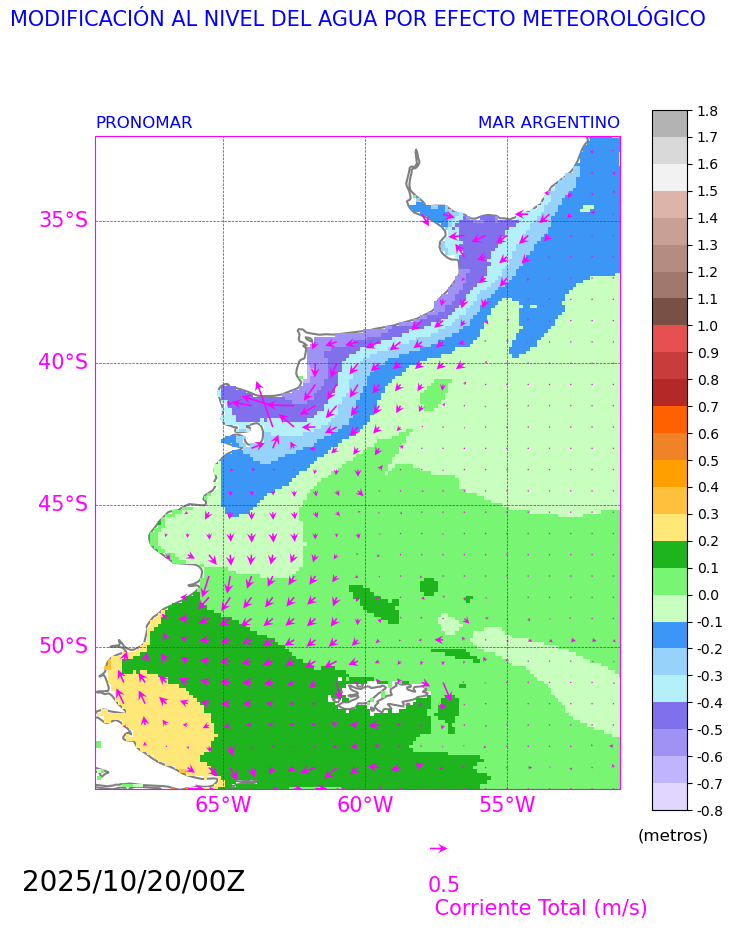 MODIFICACIÓN AL NIVEL DEL AGUA POR EFECTO METEOROLÓGICO
PRONOMAR MAR ARGENTINO
35°S
40°S
45°S
50°S
65°W 60°W 55°W
1.8
1.7
1.6
1.5
1.4
1.3
1.2
1.1
1.0
0.9
0.8
0.7
0.6
0.5
0.4
0.3
0.2
0.1
0.0
-0.1
-0.2
-0.3
-0.4
-0.5
-0.6
-0.7
-0.8
(metros)
2025/10/20/00Z
0.5
Corriente Total (m/s)